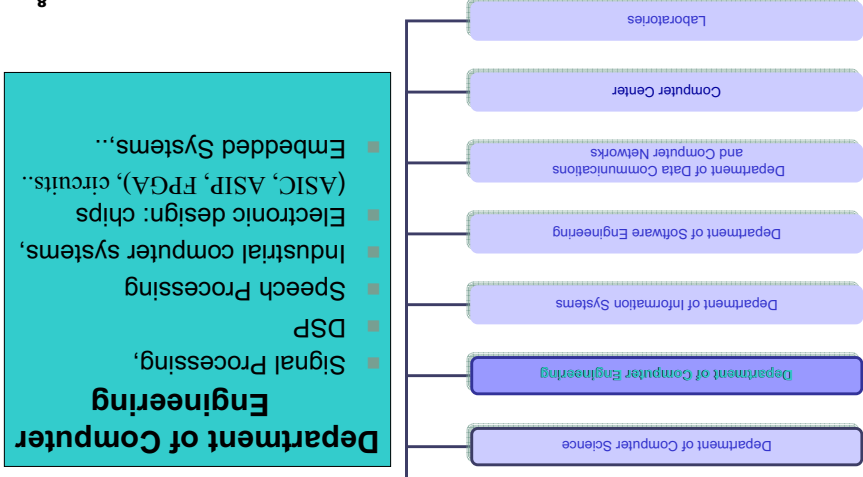 Department of Computer Science
Department of Computer Engineering
Department of Information Systems
Department of Software Engineering
Department of Data Communications
and Computer Networks
Computer Center
Laboratories
Department of Computer
Engineering
Signal Processing,
DSP
Speech Processing
Industrial computer systems,
Electronic design: chips
(ASIC, ASIP, FPGA), circuits..
Embedded Systems,..